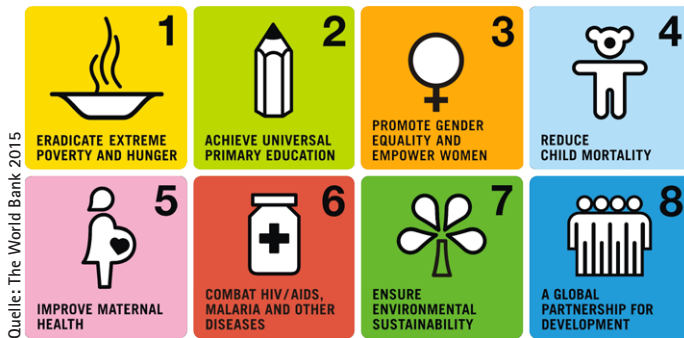 1
ERADICATE EXTREME
POVERTY AND HUNGER
2
ACHIEVE UNIVERSAL
PRIMARY EDUCATION
3
PROMOTE GENDER
EQUALITY AND
EMPOWER WOMEN
4
REDUCE
CHILD MORTALITY
5
IMPROVE MATERNAL
HEALTH
6
COMBAT HIV/AIDS,
MALARIA AND OTHER
DISEASES
7
ENSURE
ENVIRONMENTAL
SUSTAINABILITY
8
A GLOBAL
PARTNERSHIP FOR
DEVELOPMENT
Quelle: The World Bank 2015